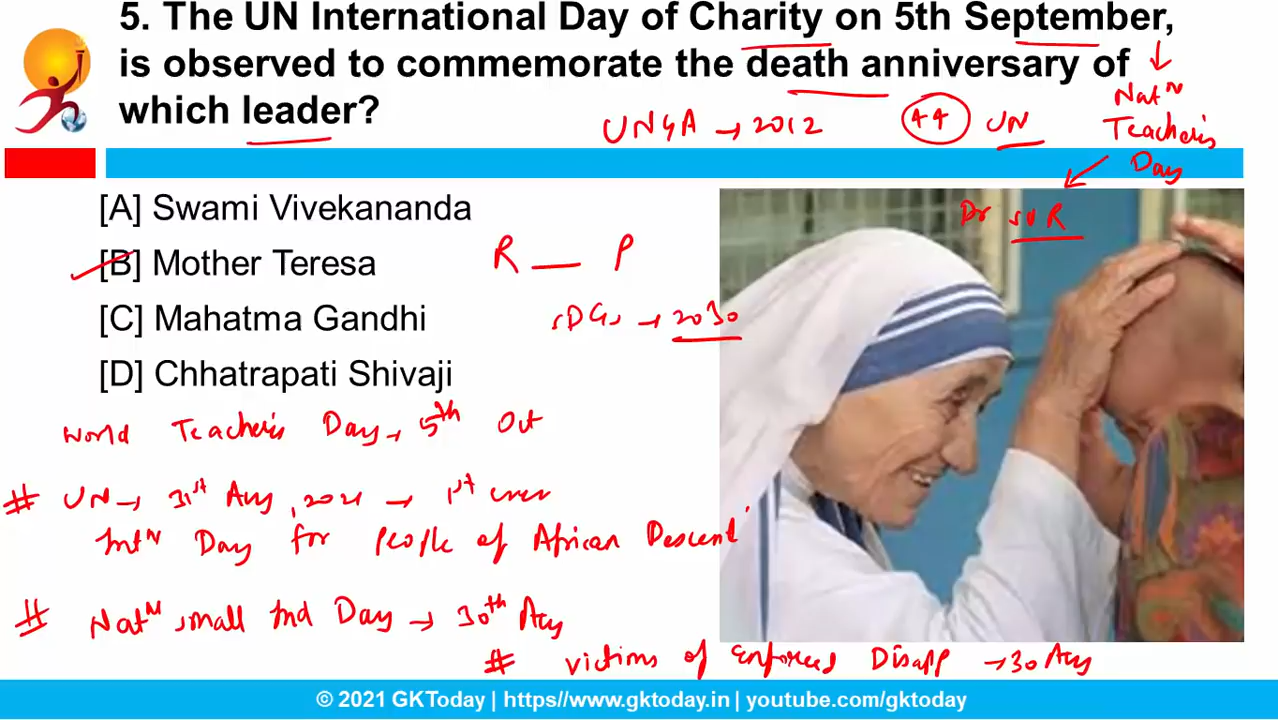 5. The UN International Day of Charity on 5th September,
is observed to commemorate the death anniversary of
which leader?
UNGA → 2012
44 UN
Natn
Teacher's
Day
Dr SVR
[A] Swami Vivekananda
[B] Mother Teresa
[C] Mahatma Gandhi
[D] Chhatrapati Shivaji
R — P
SDGs → 2030
World Teacher's Day → 5th Oct
# UN → 31st Aug, 2021 → 1st ever
Intn Day for People of African Descent
# Natn small Ind Day → 30th Aug
# victims of Enforced Disapp → 30 Aug
© 2021 GKToday | https//www.gktoday.in | youtube.com/gktoday